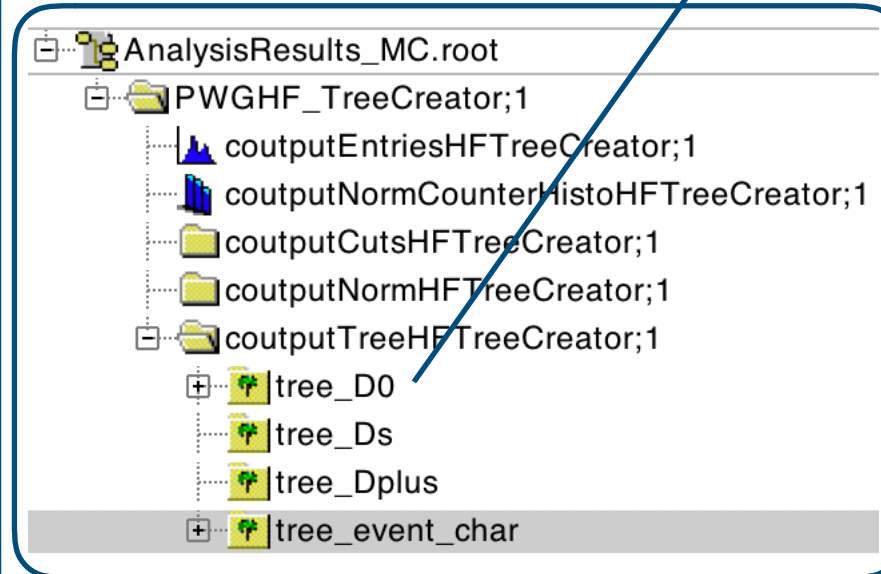 AnalysisResults_MC.root
PWGHF_TreeCreator;1
coutputEntriesHFTreeCreator;1
coutputNormCounterHistoHFTreeCreator;1
coutputCutsHFTreeCreator;1
coutputNormHFTreeCreator;1
coutputTreeHFTreeCreator;1
tree_D0
tree_Ds
tree_Dplus
tree_event_char